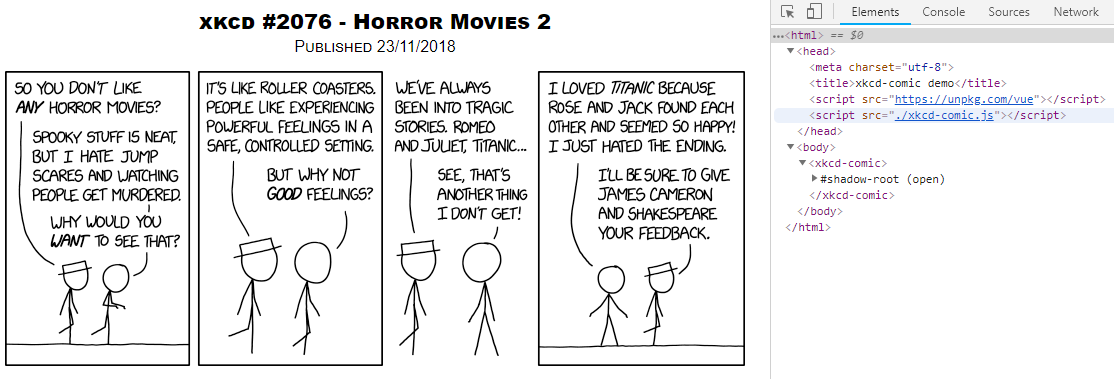 xkcd #2076 - Horror Movies 2
Published 23/11/2018
SO YOU DON'T LIKE
ANY HORROR MOVIES?
SPOOKY STUFF IS NEAT,
BUT I HATE JUMP
SCARES AND WATCHING
PEOPLE GET MURDERED.
WHY WOULD YOU
WANT TO SEE THAT?
IT'S LIKE ROLLER COASTERS.
PEOPLE LIKE EXPERIENCING
POWERFUL FEELINGS IN A
SAFE, CONTROLLED SETTING.
BUT WHY NOT
GOOD FEELINGS?
WE'VE ALWAYS
BEEN INTO TRAGIC
STORIES. ROMEO
AND JULIET, TITANIC...
SEE, THAT'S
ANOTHER THING
I DON'T GET!
I LOVED TITANIC BECAUSE
ROSE AND JACK FOUND EACH
OTHER AND SEEMED SO HAPPY!
I JUST HATED THE ENDING.
I'LL BE SURE TO GIVE
JAMES CAMERON
AND SHAKESPEARE
YOUR FEEDBACK.
Elements Console Sources Network
…<html> == $0
<head>
<meta charset="utf-8">
<title>xkcd-comic demo</title>
<script src="https://unpkg.com/vue"></script>
<script src="./xkcd-comic.js"></script>
</head>
<body>
<xkcd-comic>
#shadow-root (open)
</xkcd-comic>
</body>
</html>